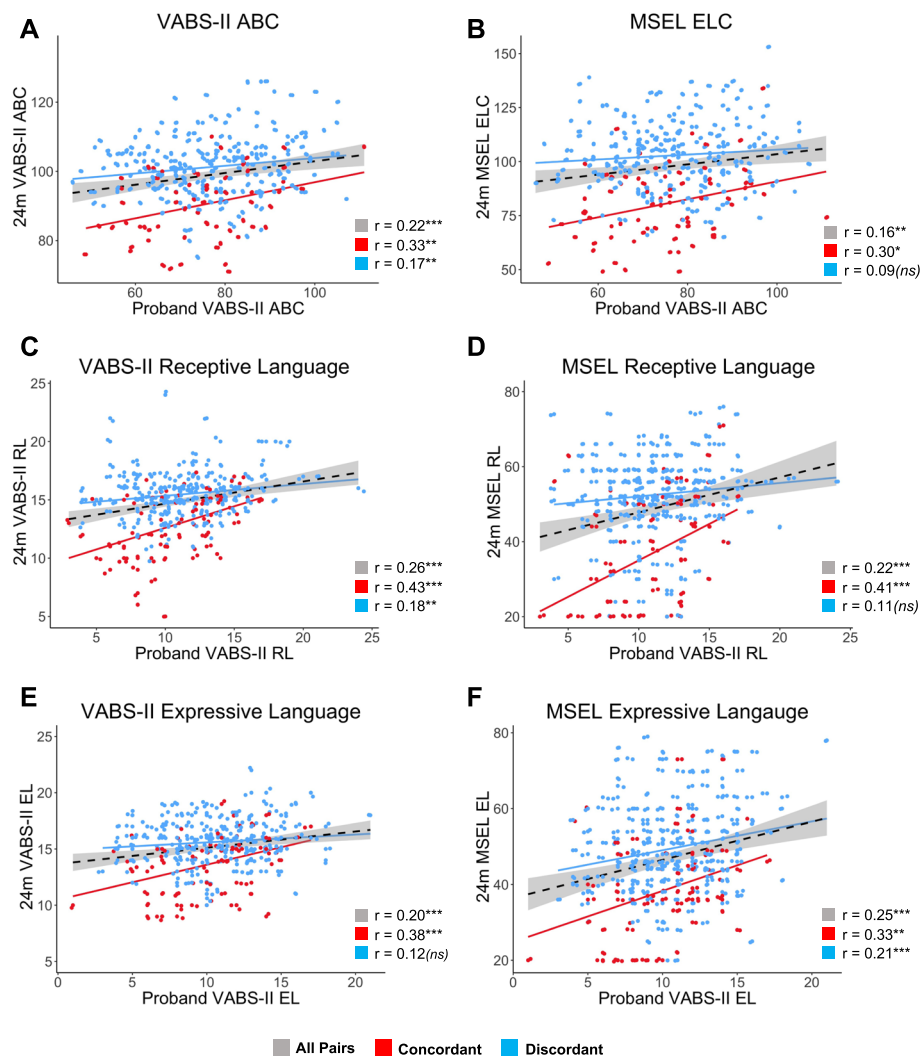 A
VABS-II ABC
24m VABS-II ABC
120
100
80
60
80
100
Proband VABS-II ABC
r = 0.22***
r = 0.33**
r = 0.17**
B
MSEL ELC
24m MSEL ELC
150
125
100
75
50
60
80
100
Proband VABS-II ABC
r = 0.16**
r = 0.30*
r = 0.09(ns)
C
VABS-II Receptive Language
24m VABS-II RL
25
20
15
10
5
5
10
15
20
25
Proband VABS-II RL
r = 0.26***
r = 0.43***
r = 0.18**
D
MSEL Receptive Language
24m MSEL RL
80
60
40
20
5
10
15
20
25
Proband VABS-II RL
r = 0.22***
r = 0.41***
r = 0.11(ns)
E
VABS-II Expressive Language
24m VABS-II EL
25
20
15
10
5
0
5
10
15
20
Proband VABS-II EL
r = 0.20***
r = 0.38***
r = 0.12(ns)
F
MSEL Expressive Langauge
24m MSEL EL
80
60
40
20
0
5
10
15
20
Proband VABS-II EL
r = 0.25***
r = 0.33**
r = 0.21***
All Pairs Concordant Discordant